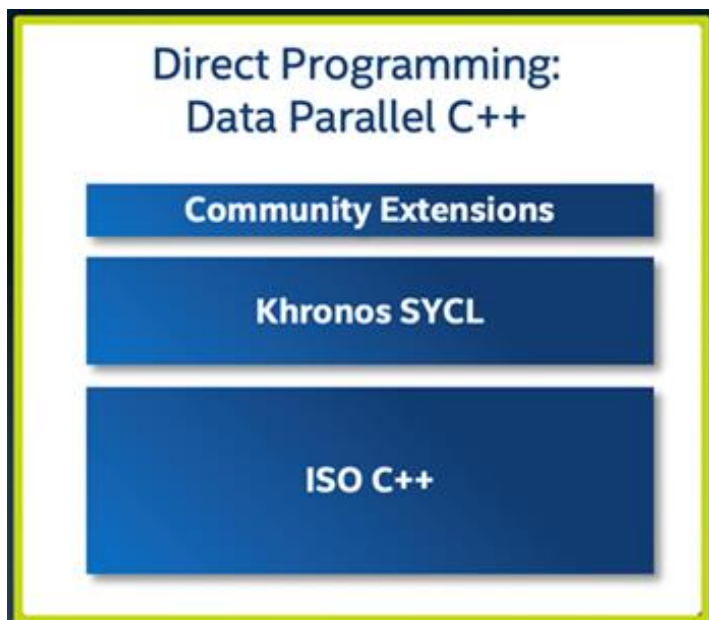 Direct Programming:
Data Parallel C++
Community Extensions
Khronos SYCL
ISO C++